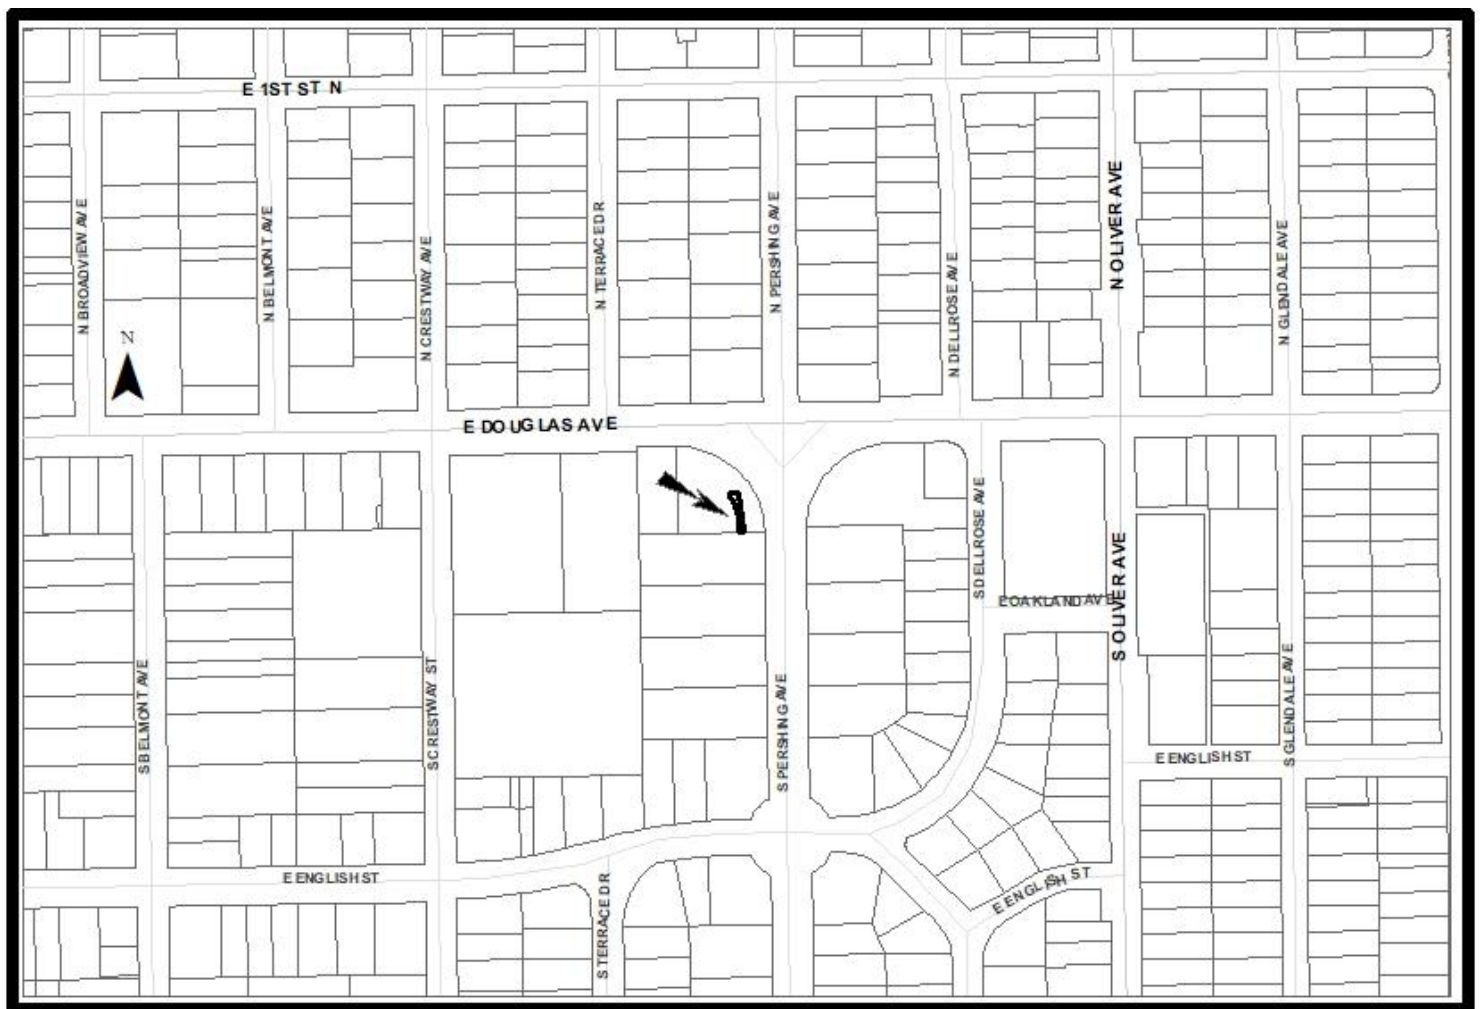 E 1ST ST N
N BROADVIEW AVE
N BELMONT AVE
N CRESTWAY AVE
N TERRACE DR
N PERSHING AVE
N DELLROSE AVE
N OLIVER AVE
N GLENDALE AVE
N
E DOUGLAS AVE
S BELMONT AVE
S CRESTWAY ST
S PERSHING AVE
S DELLROSE AVE
E OAKLAND AVE
S OLIVER AVE
S GLENDALE AVE
E ENGLISH ST
E ENGLISH ST
E ENGLISH ST
S TERRACE DR